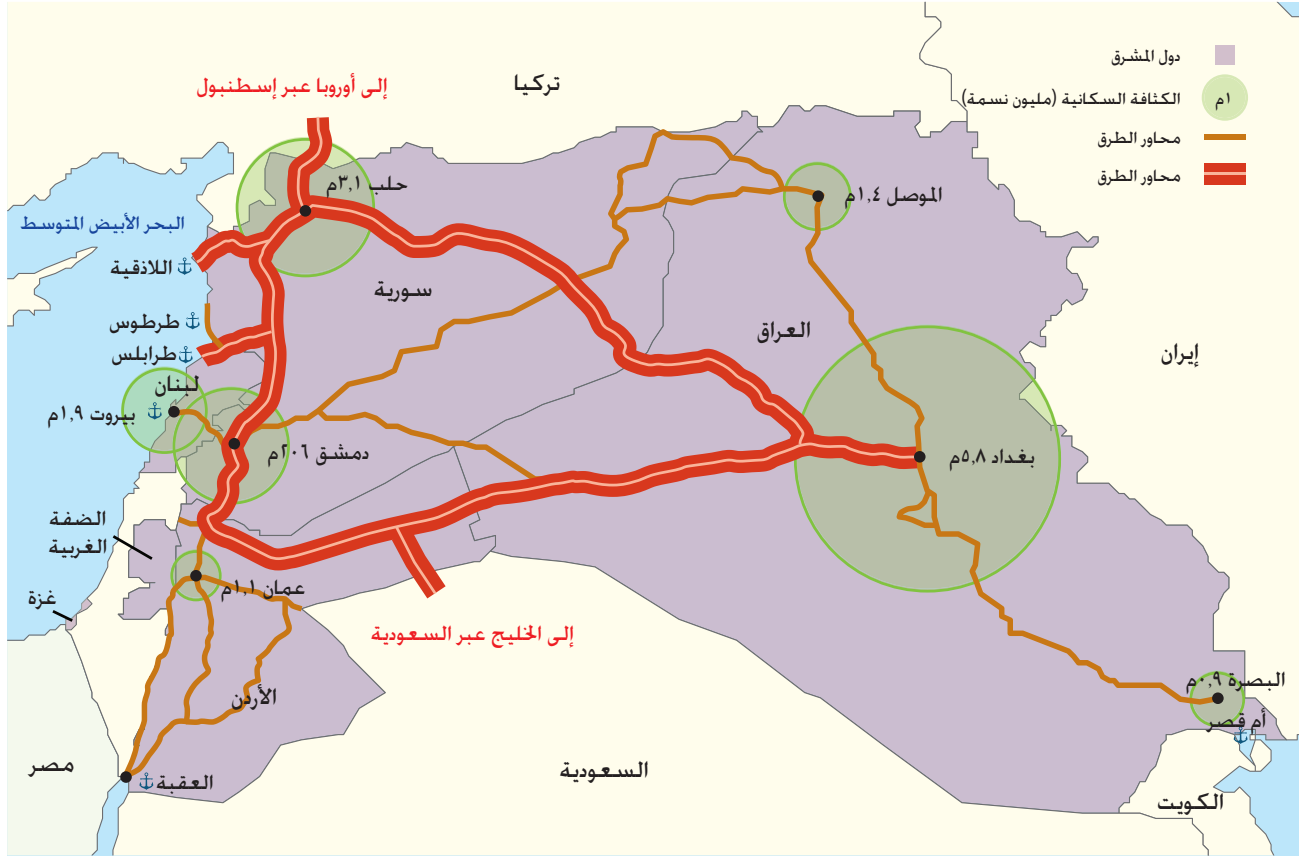 دول المشرق
١م
الكثافة السكانية (مليون نسمة)
محاور الطرق
محاور الطرق
تركيا
إلى أوروبا عبر إسطنبول
حلب ٣,١م
الموصل ١,٤م
البحر الأبيض المتوسط
اللاذقية
سورية
طرطوس
العراق
طرابلس
إيران
لبنان
بيروت ١,٩م
دمشق ٢٠٦م
بغداد ٥,٨م
الضفة
الغربية
عمان ١,١م
غزة
إلى الخليج عبر السعودية
الأردن
البصرة ٠,٩م
أم قصر
مصر
العقبة
السعودية
الكويت